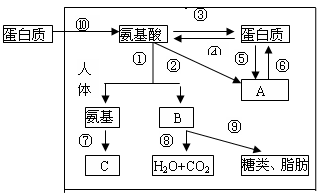 ③
蛋白质 ⑩ 氨基酸 蛋白质
④
① ② ⑤ ⑥
人
体 A
氨基 B
⑦ ⑧ ⑨
C H₂O+CO₂ 糖类、脂肪